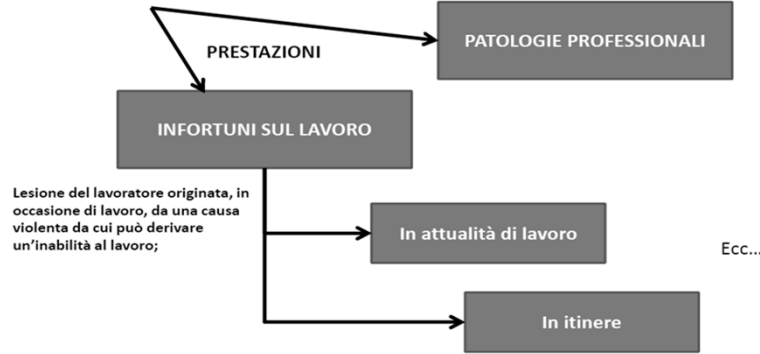 PATOLOGIE PROFESSIONALI
PRESTAZIONI
INFORTUNI SUL LAVORO
Lesione del lavoratore originata, in
occasione di lavoro, da una causa
violenta da cui può derivare
un'inabilità al lavoro;
In attualità di lavoro
Ecc...
In itinere